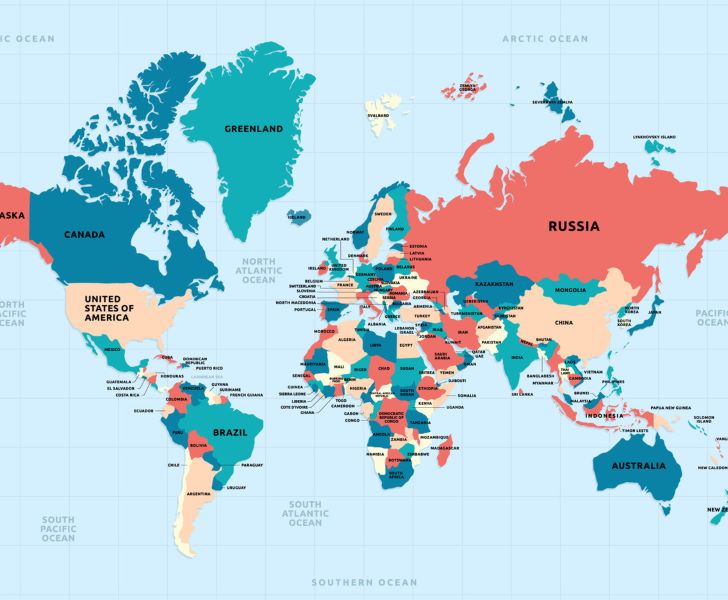 IC OCEAN
ARCTIC OCEAN
SVALBARD
SEVERNAYA ZEMLYA
LYAKHOVSKY ISLAND
GREENLAND
ASKA
CANADA
ICELAND
SWEDEN
NORWAY
FINLAND
RUSSIA
NETHERLAND
DENMARK
ESTONIA
LATVIA
LITHUANIA
IRELAND
UNITED
KINGDOM
GERMANY
POLAND
BELARUS
UKRAINE
BELGIUM
SWITZERLAND
SLOVENIA
CROATIA
NORTH MACEDONIA
PORTUGAL
FRANCE
SPAIN
ITALY
SERBIA
GREECE
ALBANIA
TURKEY
AZERBAIJAN
GEORGIA
ARMENIA
KAZAKHSTAN
UZBEKISTAN
TURKMENISTAN
KYRGYZSTAN
MONGOLIA
CHINA
NORTH
KOREA
SOUTH
KOREA
JAPAN
NORTH
ATLANTIC
OCEAN
NORTH
PACIFIC
OCEAN
UNITED
STATES OF
AMERICA
MEXICO
CUBA
DOMINICAN
REPUBLIC
PUERTO RICO
CARIBBEAN SEA
HONDURAS
GUATEMALA
EL SALVADOR
COSTA RICA
VENEZUELA
GUYANA
SURINAME
FRENCH GUIANA
COLOMBIA
ECUADOR
PERU
BRAZIL
BOLIVIA
CHILE
PARAGUAY
URUGUAY
ARGENTINA
MOROCCO
ALGERIA
TUNISIA
LIBYA
EGYPT
LEBANON
ISRAEL
JORDAN
SYRIA
IRAQ
IRAN
KUWAIT
SAUDI
ARABIA
QATAR
UAE
OMAN
YEMEN
AFGANISTAN
PAKISTAN
NEPAL
BHUTAN
INDIA
BANGLADESH
MYANMAR
SRI LANKA
LAOS
THAI
LAND
VIETNAM
CAMBODIA
PHILIPPINES
BRUNEI
MALAYSIA
INDONESIA
TIMOR LESTE
PAPUA NEW GUINEA
SOLOMON
ISLAND
MAURITANIA
MALI
NIGER
CHAD
SUDAN
ERITREA
DJIBOUTI
SOMALIA
SENEGAL
GUINEA
SIERRA LEONE
LIBERIA
COTE D'IVOIRE
GHANA
TOGO
NIGERIA
CAMEROON
GABON
CONGO
SOUTH
SUDAN
ETHIOPIA
KENYA
UGANDA
DEMOCRATIC
REPUBLIC OF
CONGO
TANZANIA
ANGOLA
ZAMBIA
MOZAMBIQUE
MADAGASCAR
NAMIBIA
BOTSWANA
ZIMBABWE
SOUTH
AFRICA
AUSTRALIA
NEW CALEDON
NEW ZE
SOUTH
PACIFIC
OCEAN
SOUTH
ATLANTIC
OCEAN
SOUTHERN OCEAN